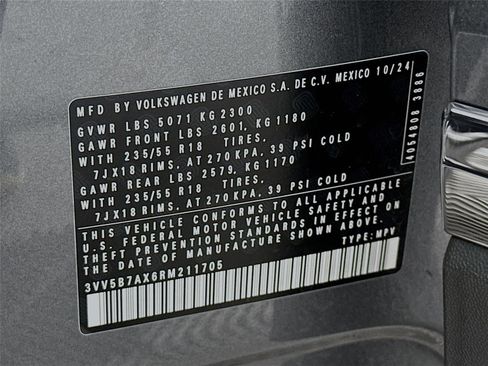 MFD BY VOLKSWAGEN DE MEXICO S.A. DE C.V. MEXICO 10/24
GVWR LBS 5071 KG 2300
GAWR FRONT LBS 2601, KG 1180
WITH 235/55 R18 TIRES,
7JX18 RIMS, AT 270 KPA, 39 PSI COLD
GAWR REAR LBS 2579, KG 1170
WITH 235/55 R18 TIRES,
7JX18 RIMS, AT 270 KPA, 39 PSI COLD
THIS VEHICLE CONFORMS TO ALL APPLICABLE
U.S. FEDERAL MOTOR VEHICLE SAFETY AND
THEFT PREVENTION STANDARDS IN EFFECT ON
THE DATE OF MANUFACTURE SHOWN ABOVE.
3VV5B7AX6RM211705 TYPE: MPV
4054808 3886